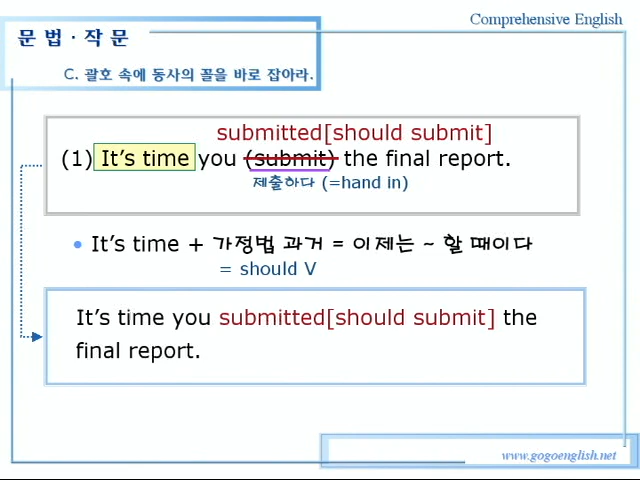 Comprehensive English
문 법 · 작 문
C. 괄호 속에 동사의 꼴을 바로 잡아라.
submitted[should submit]
(1) It's time you (submit) the final report.
제출하다 (=hand in)
• It's time + 가정법 과거 = 이제는 ~ 할 때이다
= should V
It's time you submitted[should submit] the
final report.
www.gogoenglish.net